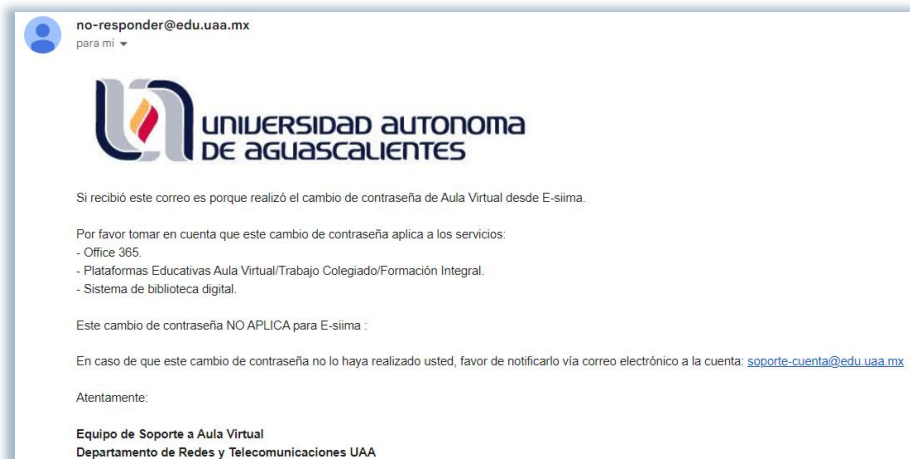 no-responder@edu.uaa.mx
para mí
UNIVERSIDAD AUTONOMA
DE AGUASCALIENTES
Si recibió este correo es porque realizó el cambio de contraseña de Aula Virtual desde E-siima.
Por favor tomar en cuenta que este cambio de contraseña aplica a los servicios:
- Office 365.
- Plataformas Educativas Aula Virtual/Trabajo Colegiado/Formación Integral.
- Sistema de biblioteca digital.
Este cambio de contraseña NO APLICA para E-siima :
En caso de que este cambio de contraseña no lo haya realizado usted, favor de notificarlo vía correo electrónico a la cuenta: soporte-cuenta@edu.uaa.mx
Atentamente:
Equipo de Soporte a Aula Virtual
Departamento de Redes y Telecomunicaciones UAA